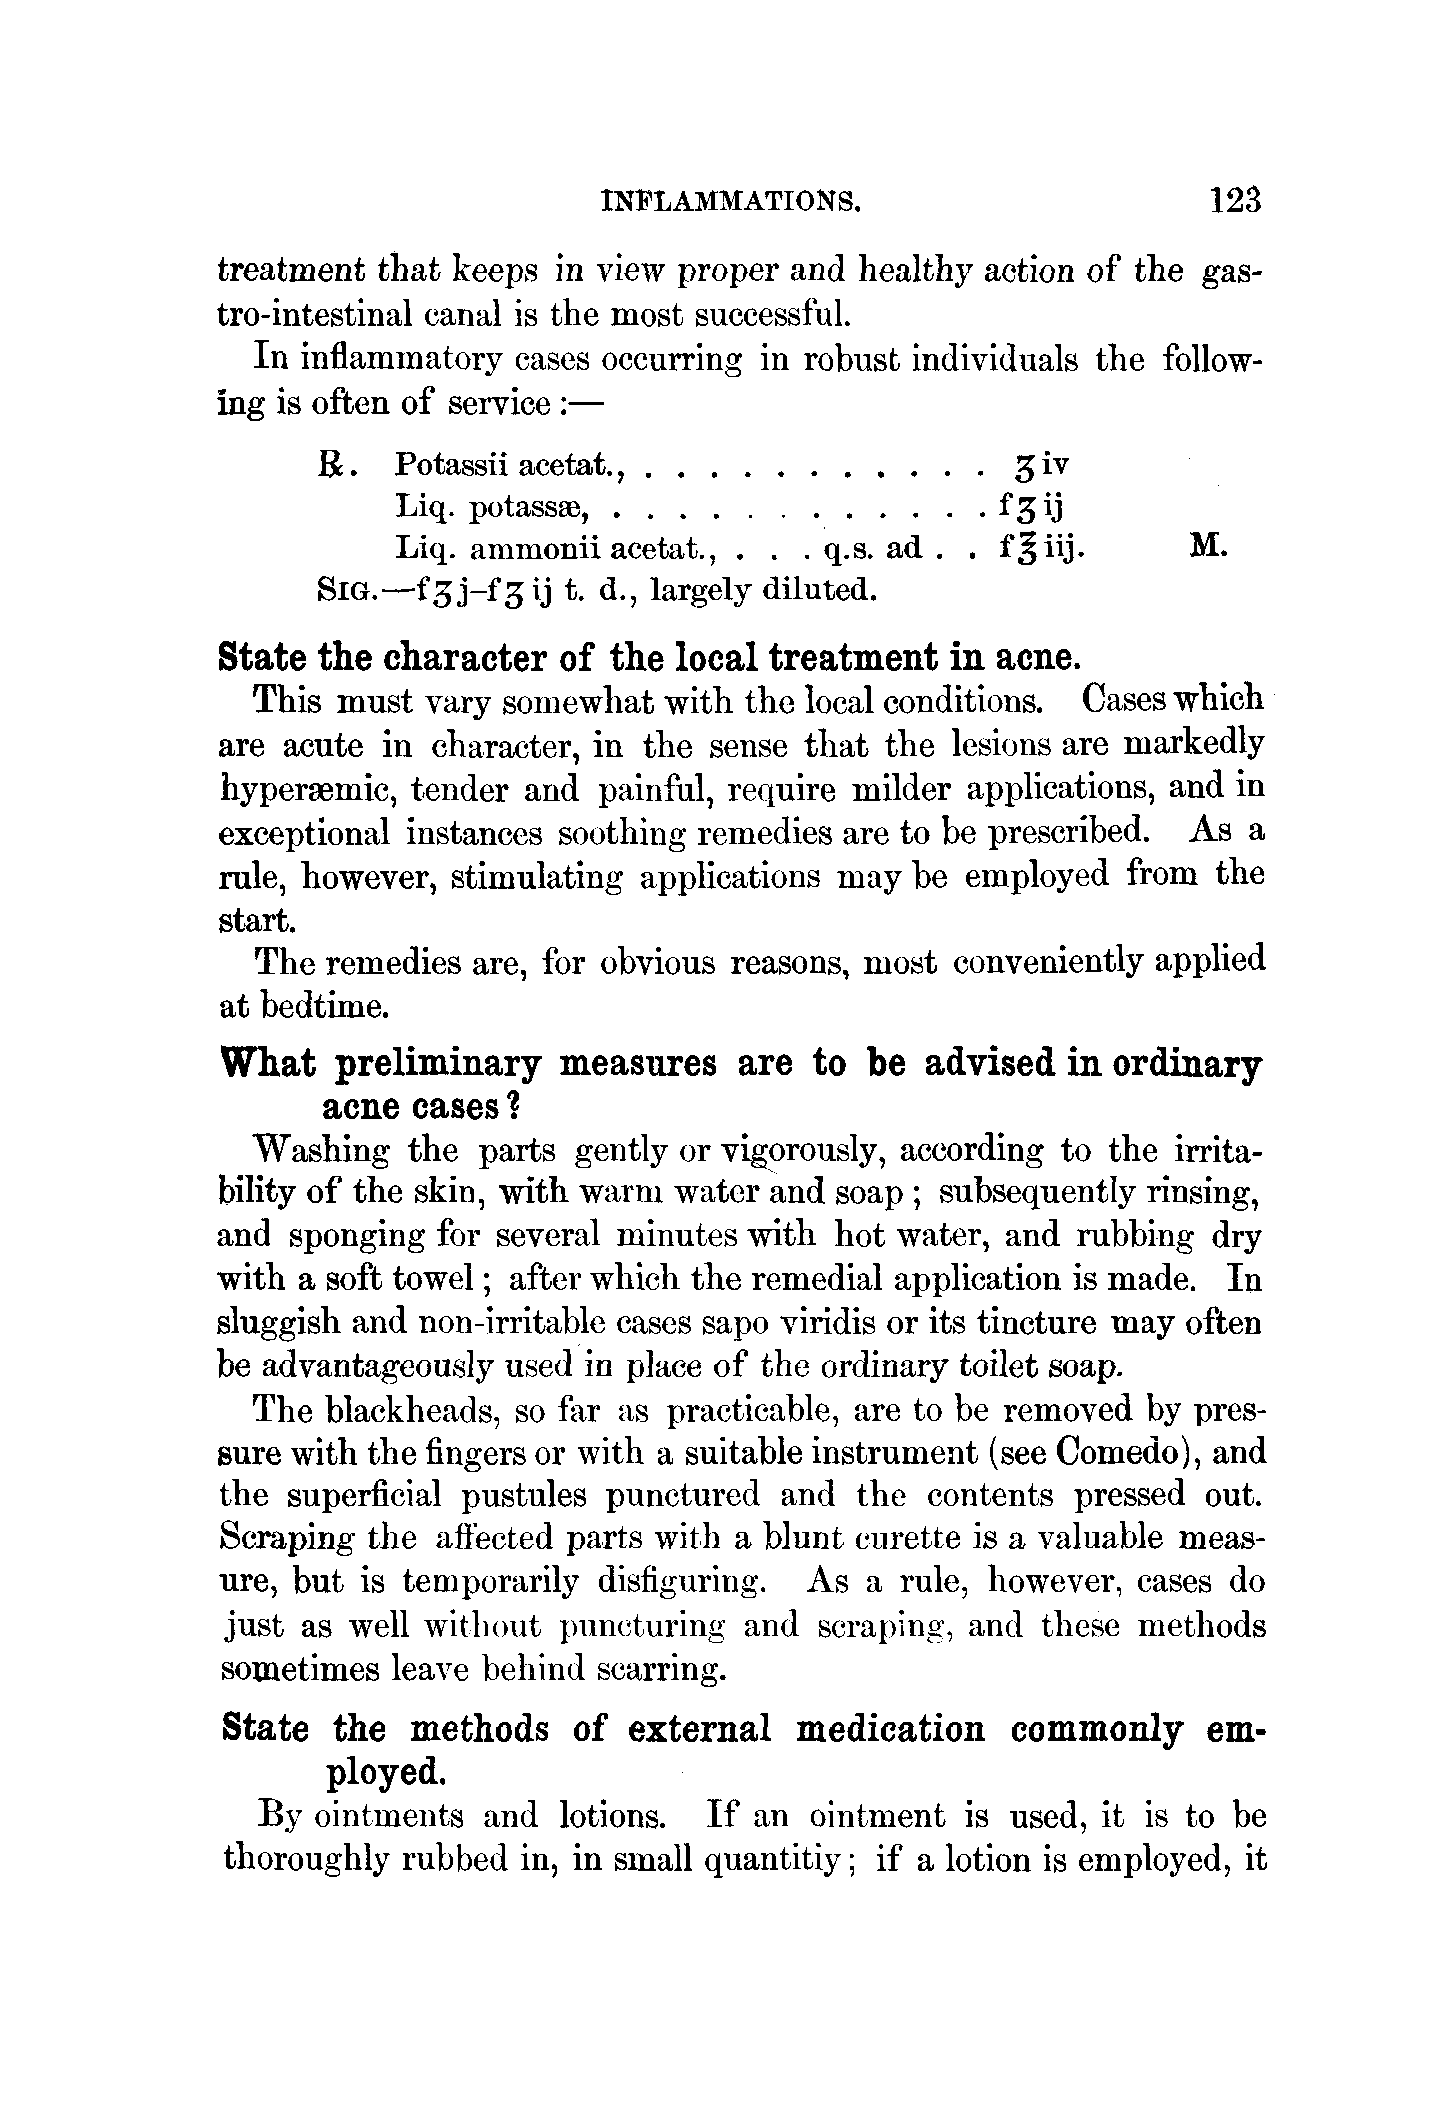 INFLAMMATIONS. 123
treatment that keeps in view proper and healthy action of the gas-
tro-intestinal canal is the most successful.
In inflammatory cases occurring in robust individuals the follow-
ing is often of service :—
℞. Potassii acetat., . . . . . . . . . . . ʒiv
Liq. potassæ, . . . . . . . . . . . . fʒij
Liq. ammonii acetat., . . . q.s. ad . . f℥iij. M.
SIG.—fʒj–fʒij t. d., largely diluted.
State the character of the local treatment in acne.
This must vary somewhat with the local conditions. Cases which
are acute in character, in the sense that the lesions are markedly
hyperæmic, tender and painful, require milder applications, and in
exceptional instances soothing remedies are to be prescribed. As a
rule, however, stimulating applications may be employed from the
start.
The remedies are, for obvious reasons, most conveniently applied
at bedtime.
What preliminary measures are to be advised in ordinary
acne cases?
Washing the parts gently or vigorously, according to the irrita-
bility of the skin, with warm water and soap ; subsequently rinsing,
and sponging for several minutes with hot water, and rubbing dry
with a soft towel ; after which the remedial application is made. In
sluggish and non-irritable cases sapo viridis or its tincture may often
be advantageously used in place of the ordinary toilet soap.
The blackheads, so far as practicable, are to be removed by pres-
sure with the fingers or with a suitable instrument (see Comedo), and
the superficial pustules punctured and the contents pressed out.
Scraping the affected parts with a blunt curette is a valuable meas-
ure, but is temporarily disfiguring. As a rule, however, cases do
just as well without puncturing and scraping, and these methods
sometimes leave behind scarring.
State the methods of external medication commonly em-
ployed.
By ointments and lotions. If an ointment is used, it is to be
thoroughly rubbed in, in small quantitiy ; if a lotion is employed, it